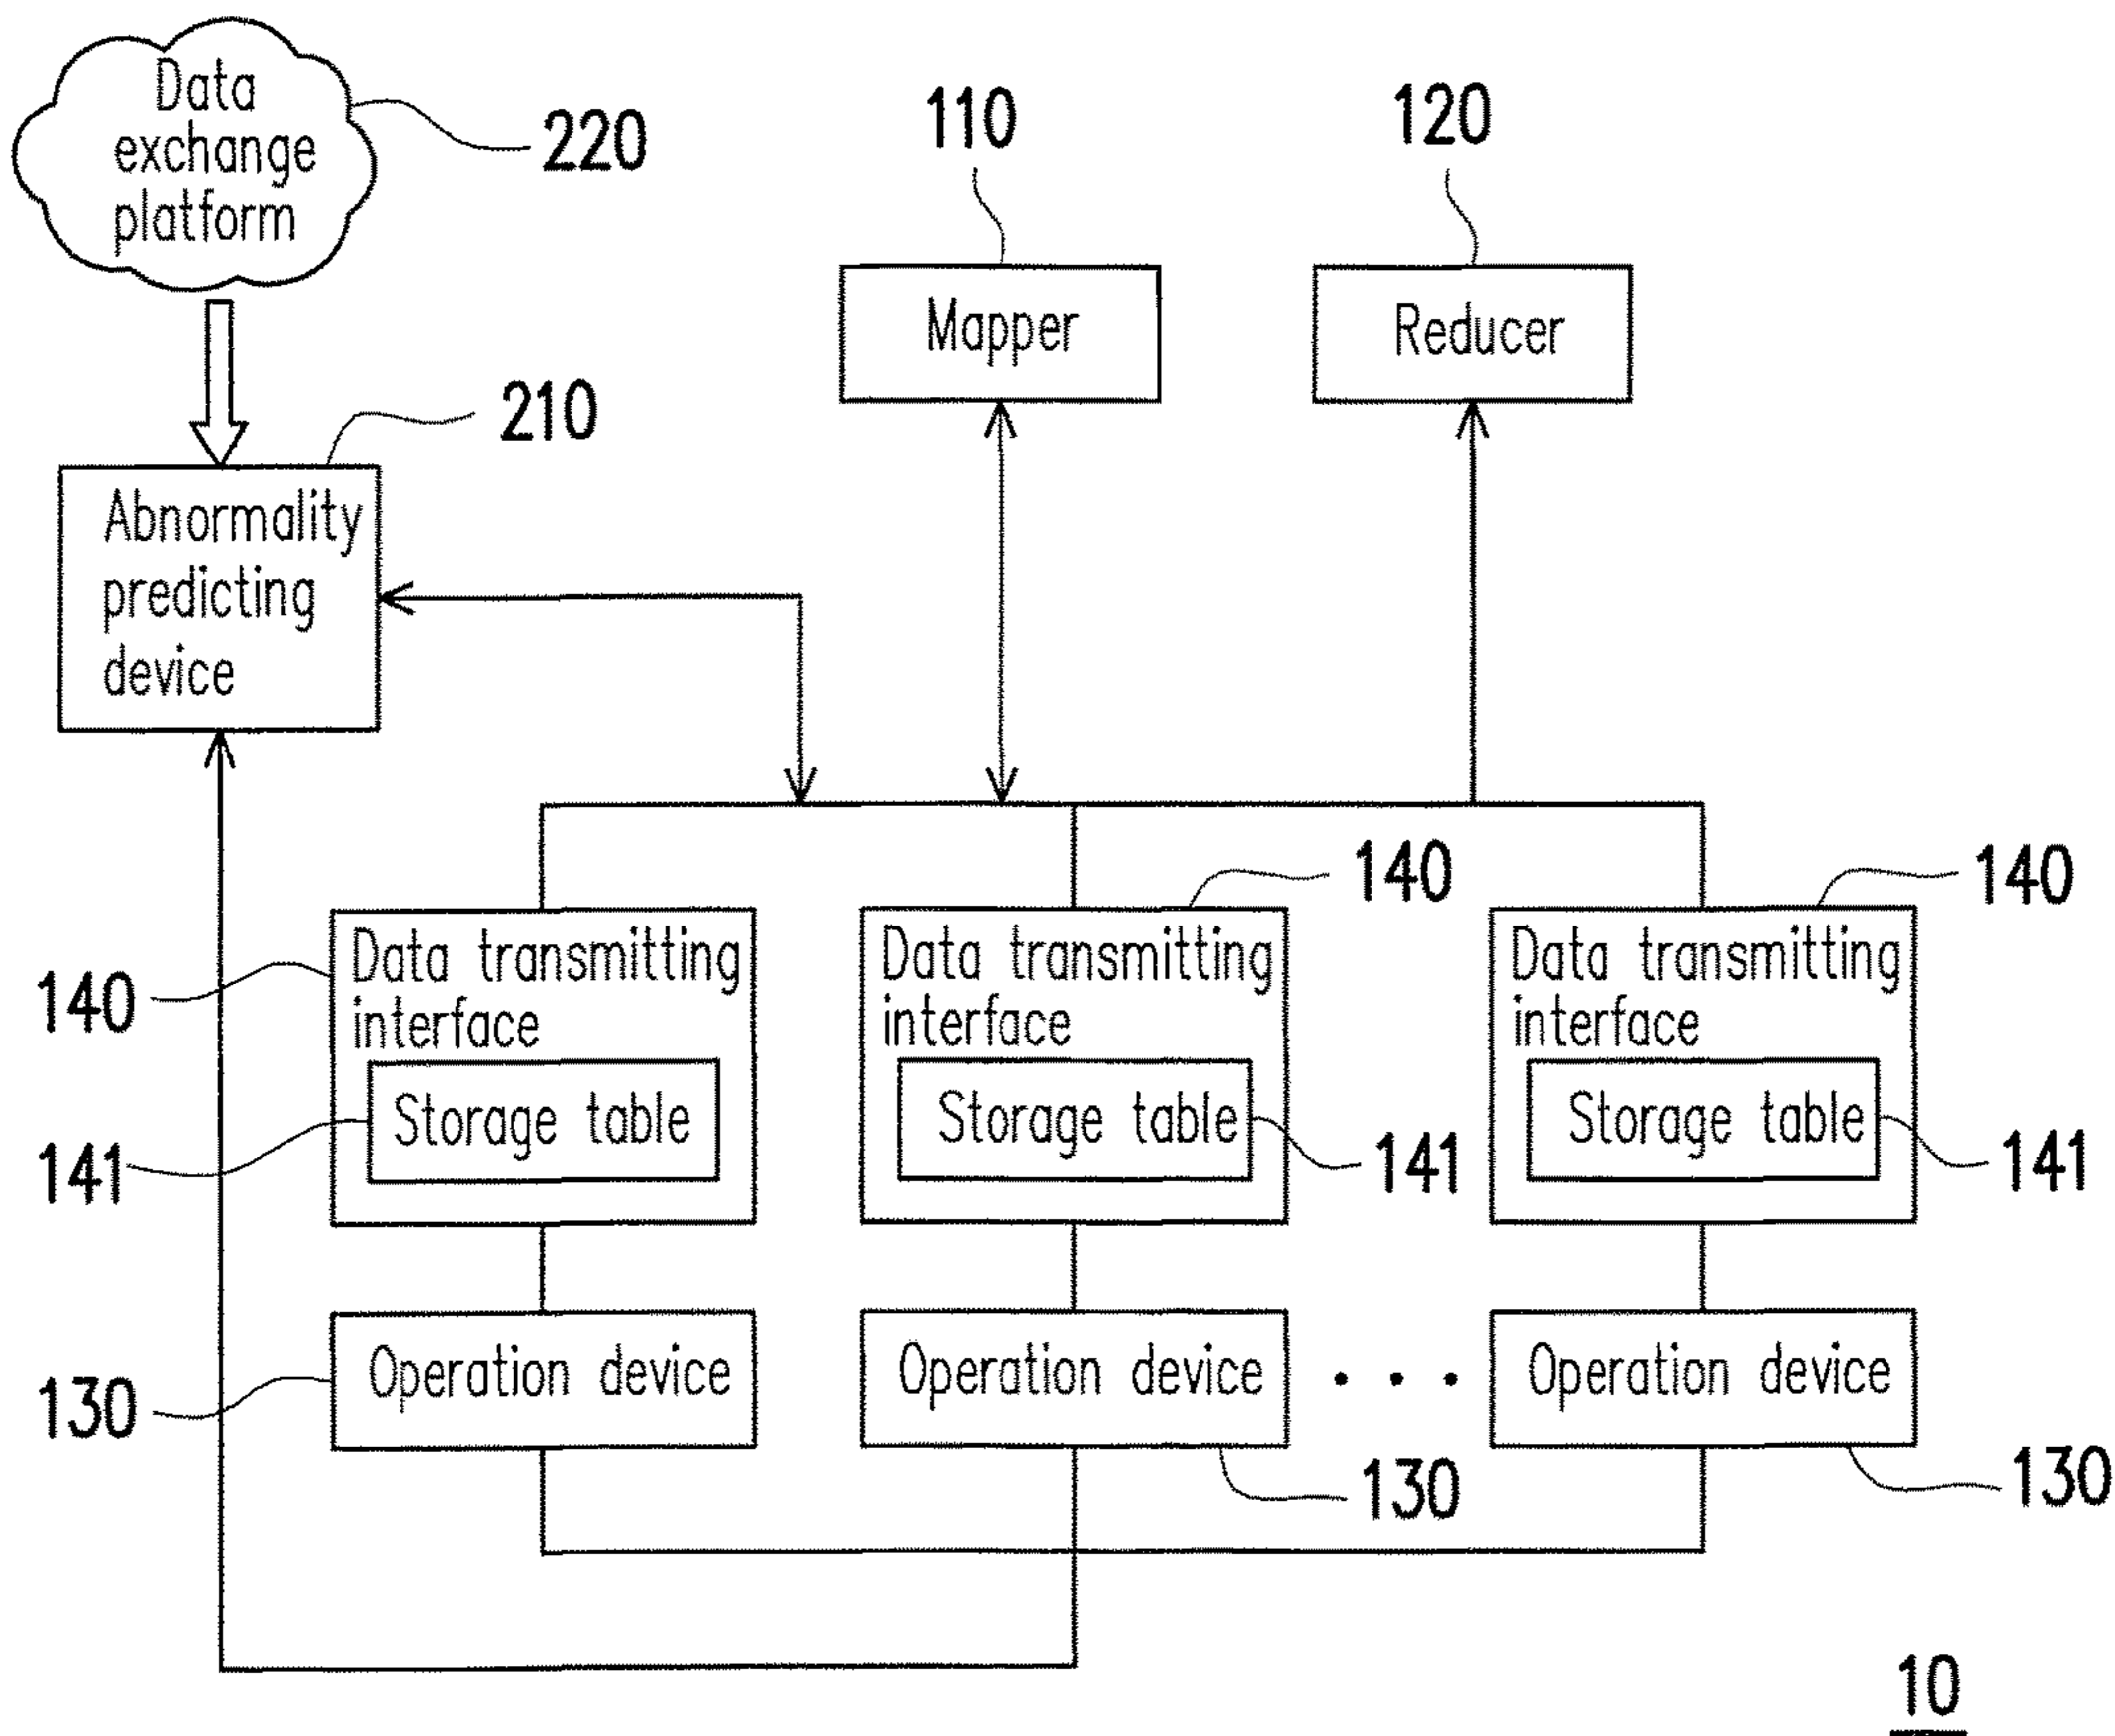 Data
exchange
platform
220
110
120
Mapper
Reducer
210
Abnormality
predicting
device
140
140
Data transmitting
interface
Data transmitting
interface
Data transmitting
interface
140
Storage table
Storage table
Storage table
141
141
141
Operation device
Operation device
. . .
Operation device
130
130
130
10